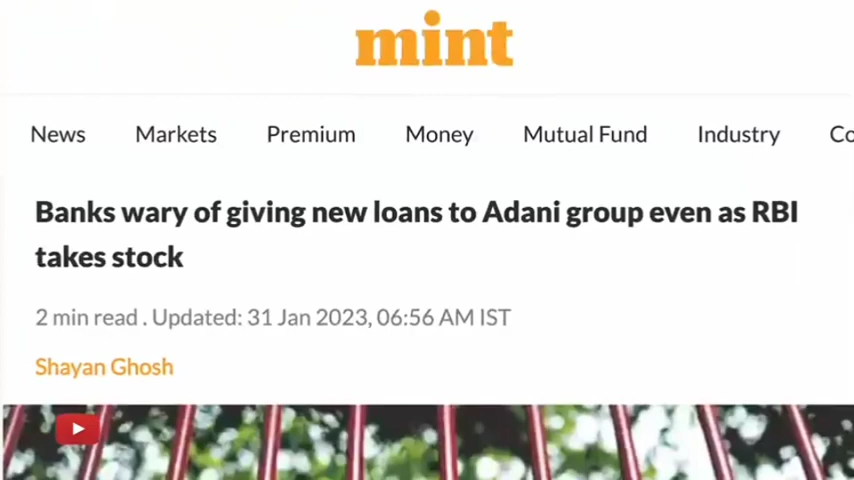 mint
News Markets Premium Money Mutual Fund Industry Co
Banks wary of giving new loans to Adani group even as RBI
takes stock
2 min read . Updated: 31 Jan 2023, 06:56 AM IST
Shayan Ghosh